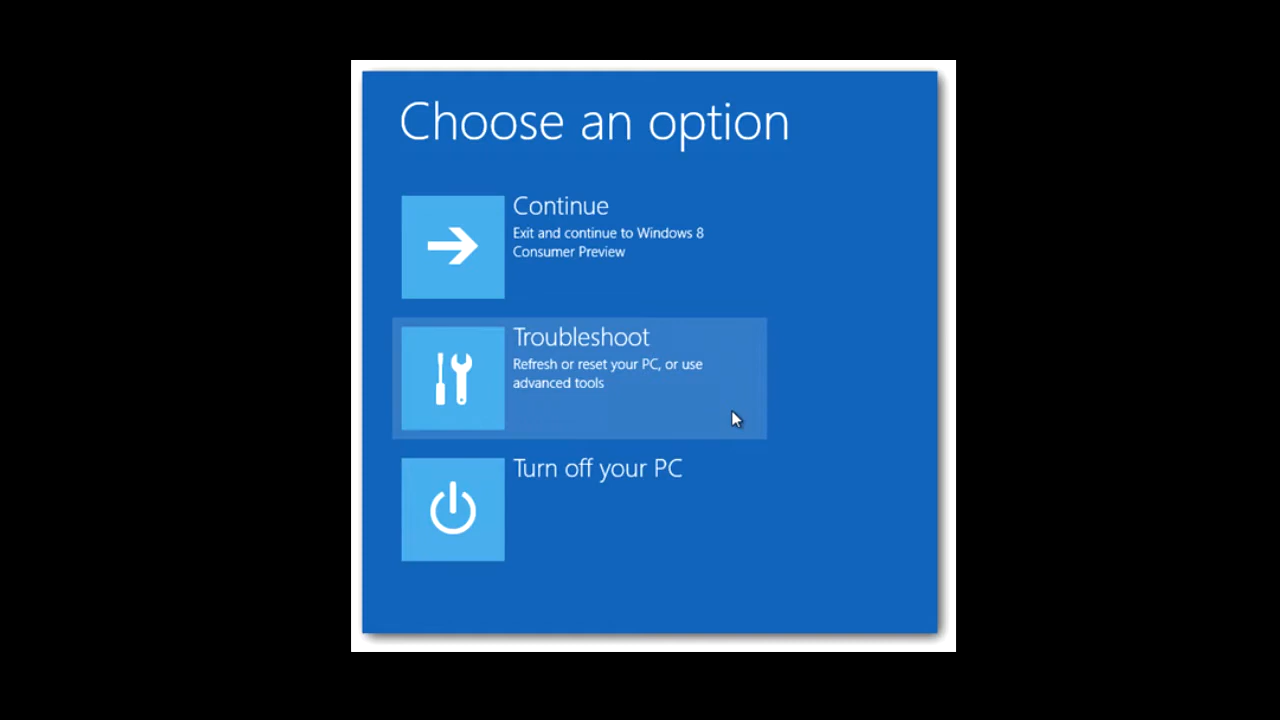 Choose an option
Continue
Exit and continue to Windows 8
Consumer Preview
Troubleshoot
Refresh or reset your PC, or use
advanced tools
Turn off your PC